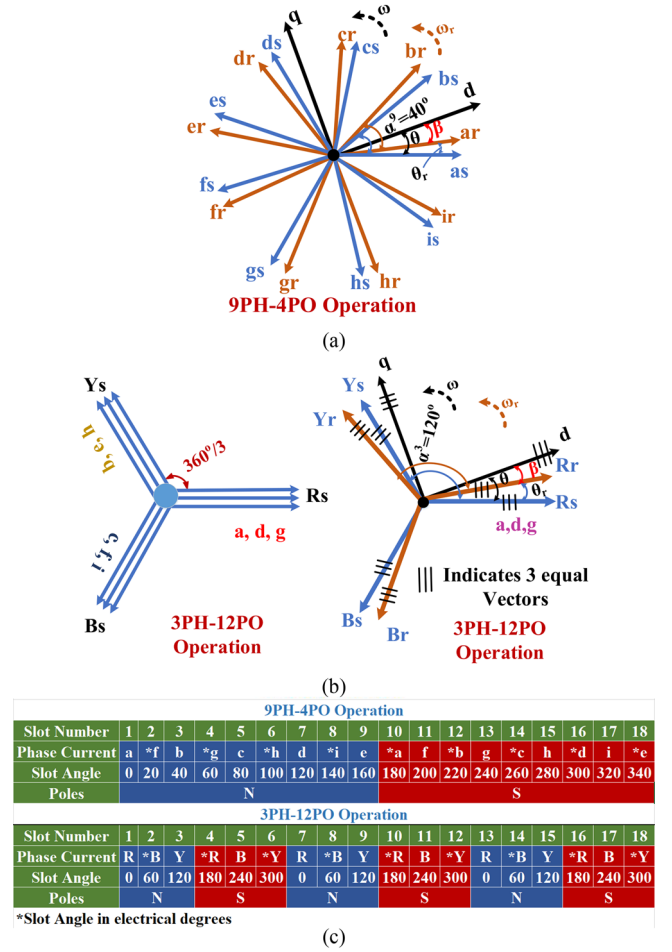 q
ω
ds
cr
cs
ωr
br
dr
bs
d
es
α⁹=40º
er
θ
β
ar
θr
as
fs
fr
ir
is
gs
gr
hs
hr
9PH-4PO Operation
(a)
Ys
b, e, h
360º/3
Rs
a, d, g
c, f, i
Bs
3PH-12PO
Operation
q
ω
Ys
Yr
ωr
α³=120º
d
Rr
θ
β
θr
Rs
a,d,g
||| Indicates 3 equal
Vectors
Bs
Br
3PH-12PO
Operation
(b)
9PH-4PO Operation
Slot Number 1 2 3 4 5 6 7 8 9 10 11 12 13 14 15 16 17 18
Phase Current a *f b *g c *h d *i e *a f *b g *c h *d i *e
Slot Angle 0 20 40 60 80 100 120 140 160 180 200 220 240 260 280 300 320 340
Poles N S
3PH-12PO Operation
Slot Number 1 2 3 4 5 6 7 8 9 10 11 12 13 14 15 16 17 18
Phase Current R *B Y *R B *Y R *B Y *R B *Y R *B Y *R B *Y
Slot Angle 0 60 120 180 240 300 0 60 120 180 240 300 0 60 120 180 240 300
Poles N S N S N S
*Slot Angle in electrical degrees
(c)